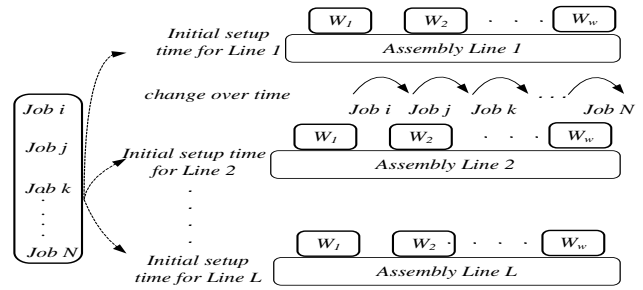 Initial setup
time for Line 1
W1 W2 . . . Ww
Assembly Line 1
change over time
Job i Job j Job k . . . Job N
Job i
Job j
Jab k
.
.
.
.
Job N
Initial setup time
for Line 2
W1 W2 . . . Ww
Assembly Line 2
.
.
.
.
Initial setup
time for Line L
W1 W2 . . . Ww
Assembly Line L